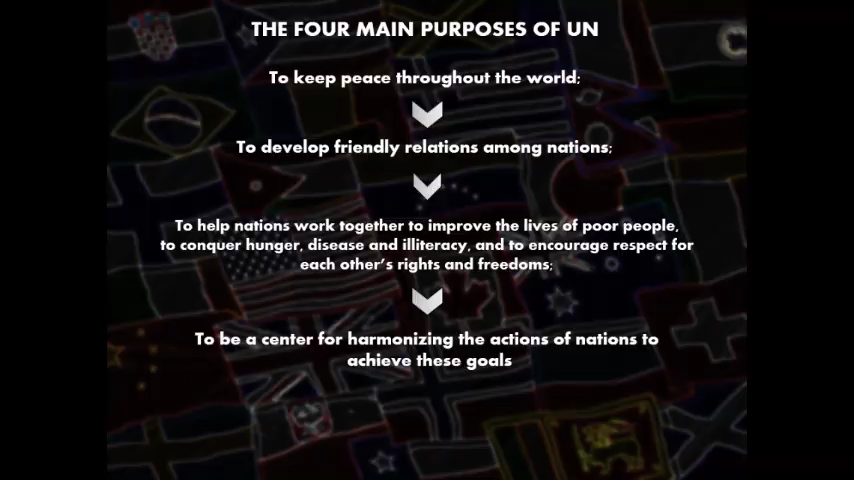 THE FOUR MAIN PURPOSES OF UN
To keep peace throughout the world;
To develop friendly relations among nations;
To help nations work together to improve the lives of poor people,
to conquer hunger, disease and illiteracy, and to encourage respect for
each other's rights and freedoms;
To be a center for harmonizing the actions of nations to
achieve these goals